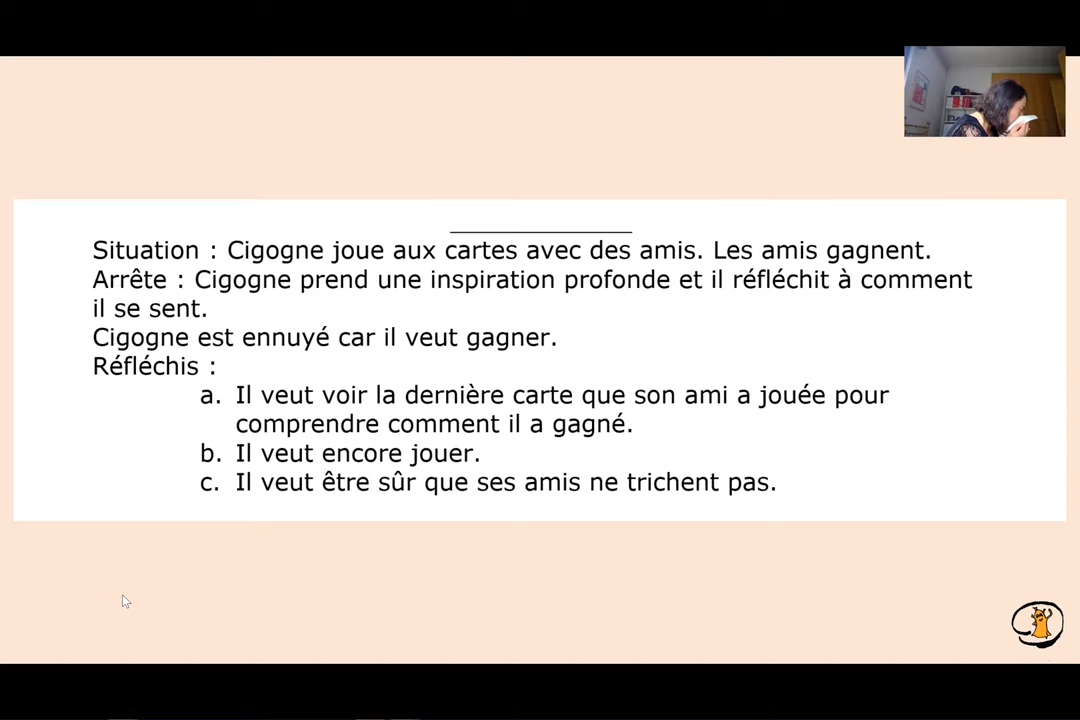 Situation : Cigogne joue aux cartes avec des amis. Les amis gagnent.
Arrête : Cigogne prend une inspiration profonde et il réfléchit à comment
il se sent.
Cigogne est ennuyé car il veut gagner.
Réfléchis :
a. Il veut voir la dernière carte que son ami a jouée pour
comprendre comment il a gagné.
b. Il veut encore jouer.
c. Il veut être sûr que ses amis ne trichent pas.